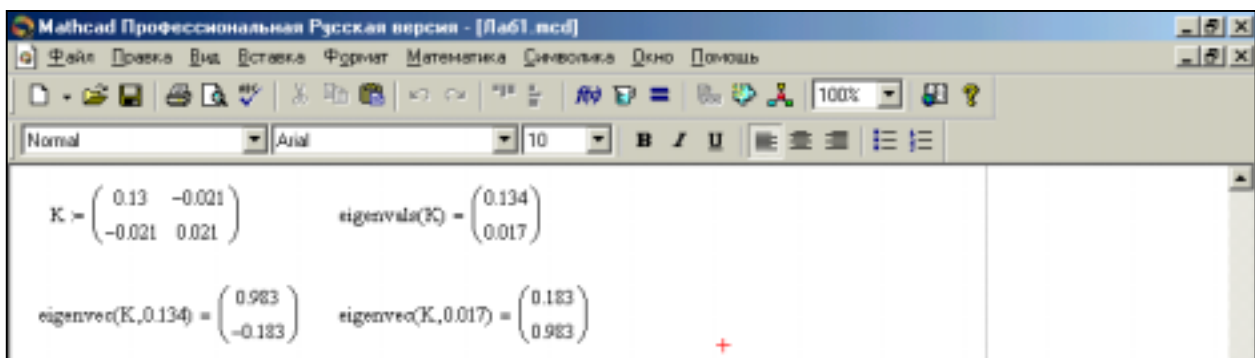 Mathcad Профессиональная Русская версия - [Лаб1.mcd]
Файл Правка Вид Вставка Формат Математика Символика Окно Помощь
100%
Normal Arial 10 B I U
K := ( 0.13 -0.021 ) eigenvals(K) = ( 0.134 )
( -0.021 0.021 ) ( 0.017 )
eigenvec(K,0.134) = ( 0.983 ) eigenvec(K,0.017) = ( 0.183 )
( -0.183 ) ( 0.983 )